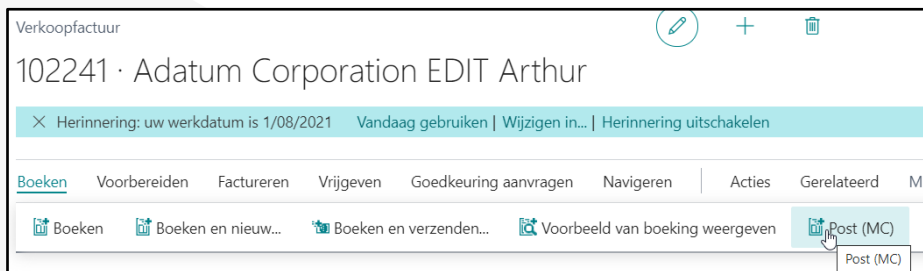 Verkoopfactuur
102241 · Adatum Corporation EDIT Arthur
Herinnering: uw werkdatum is 1/08/2021 Vandaag gebruiken | Wijzigen in... | Herinnering uitschakelen
Boeken Voorbereiden Factureren Vrijgeven Goedkeuring aanvragen Navigeren Acties Gerelateerd M
Boeken Boeken en nieuw... Boeken en verzenden... Voorbeeld van boeking weergeven Post (MC)
Post (MC)